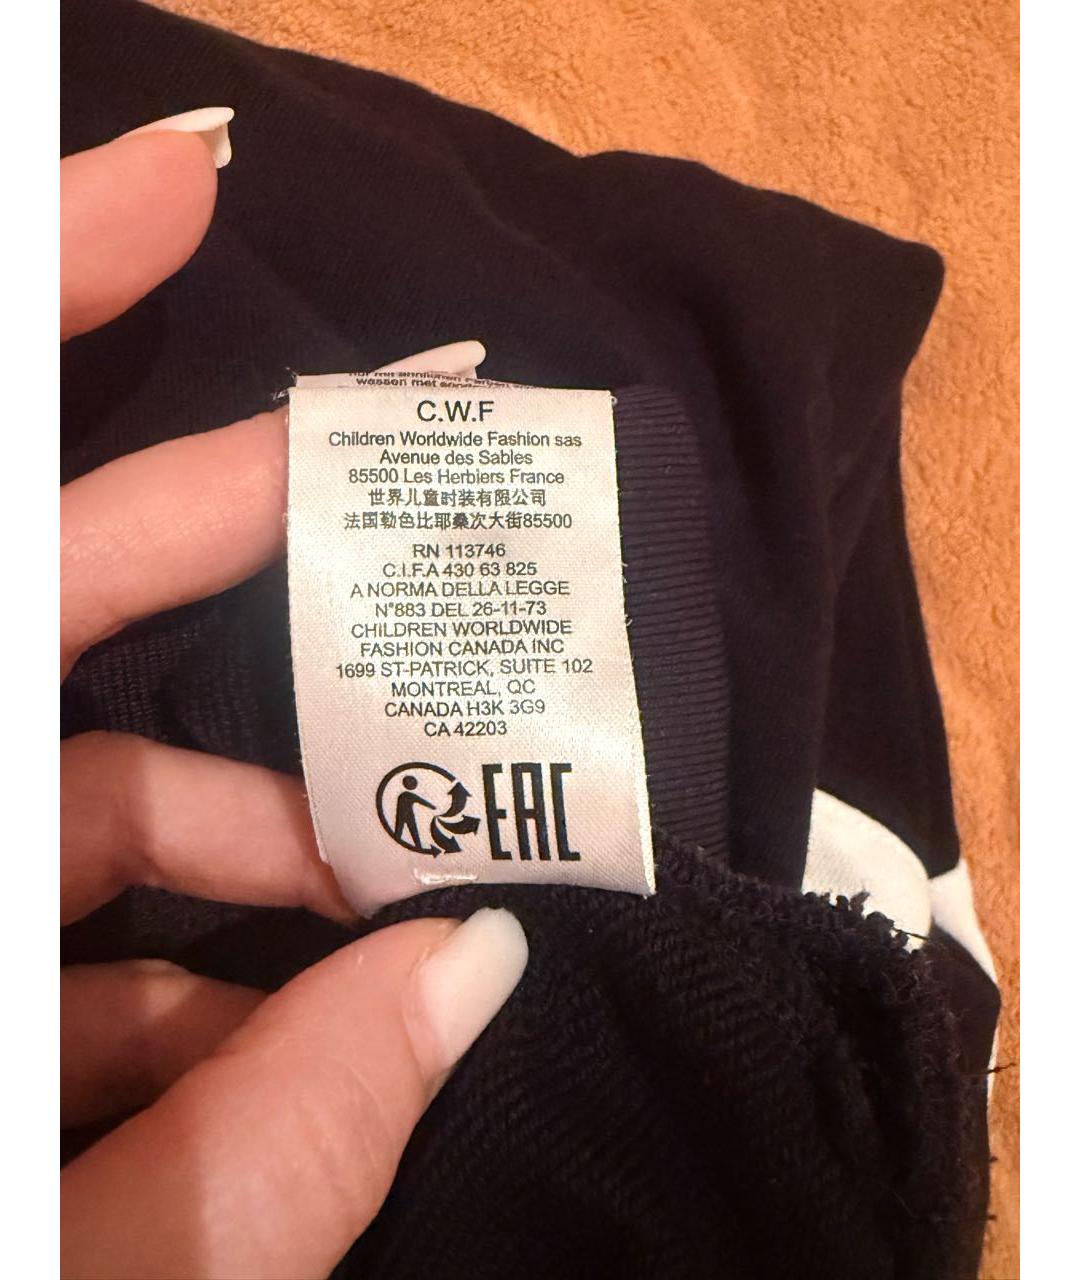 wassen met
C.W.F
Children Worldwide Fashion sas
Avenue des Sables
85500 Les Herbiers France
世界儿童时装有限公司
法国勒色比耶桑次大街85500
RN 113746
C.I.F.A 430 63 825
A NORMA DELLA LEGGE
N°883 DEL 26-11-73
CHILDREN WORLDWIDE
FASHION CANADA INC
1699 ST-PATRICK, SUITE 102
MONTREAL, QC
CANADA H3K 3G9
CA 42203
EAC